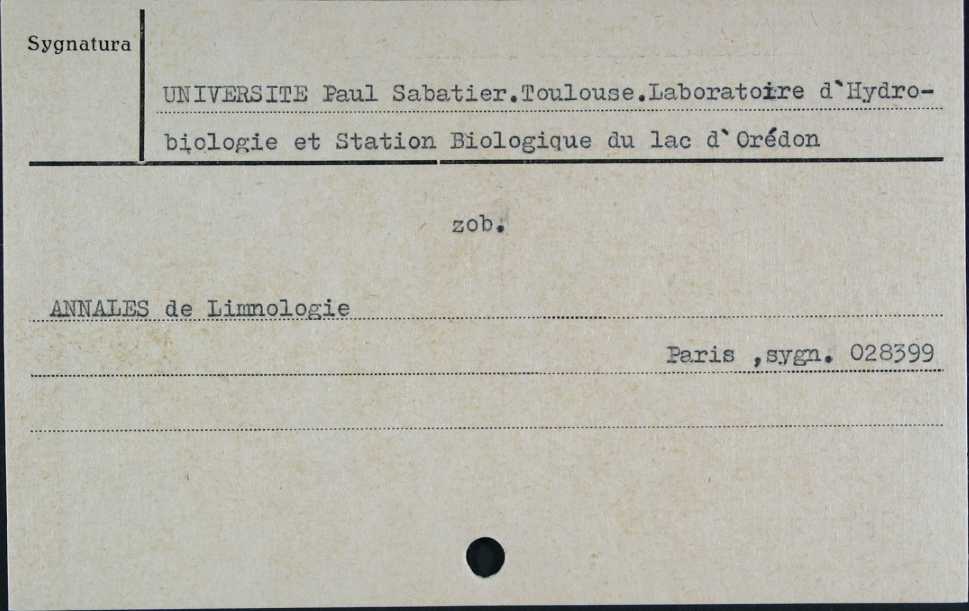 Sygnatura
UNIVERSITE Paul Sabatier.Toulouse.Laboratoire d`Hydro-
biologie et Station Biologique du lac d`Orédon
zob.
ANNALES de Limnologie
Paris ,sygn. 028399